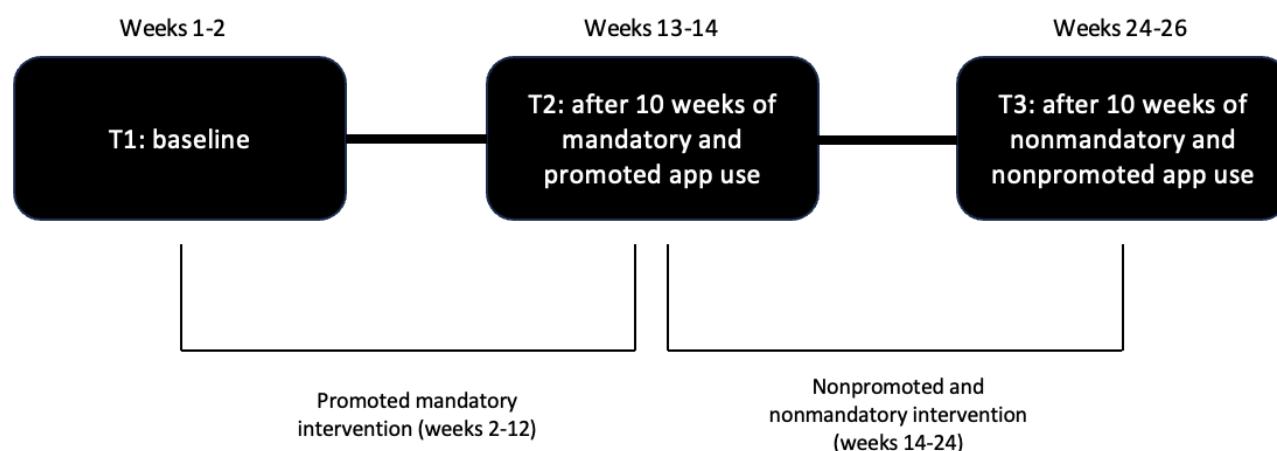 Weeks 1-2
Weeks 13-14
Weeks 24-26
T1: baseline
T2: after 10 weeks of
mandatory and
promoted app use
T3: after 10 weeks of
nonmandatory and
nonpromoted app use
Promoted mandatory
intervention (weeks 2-12)
Nonpromoted and
nonmandatory intervention
(weeks 14-24)